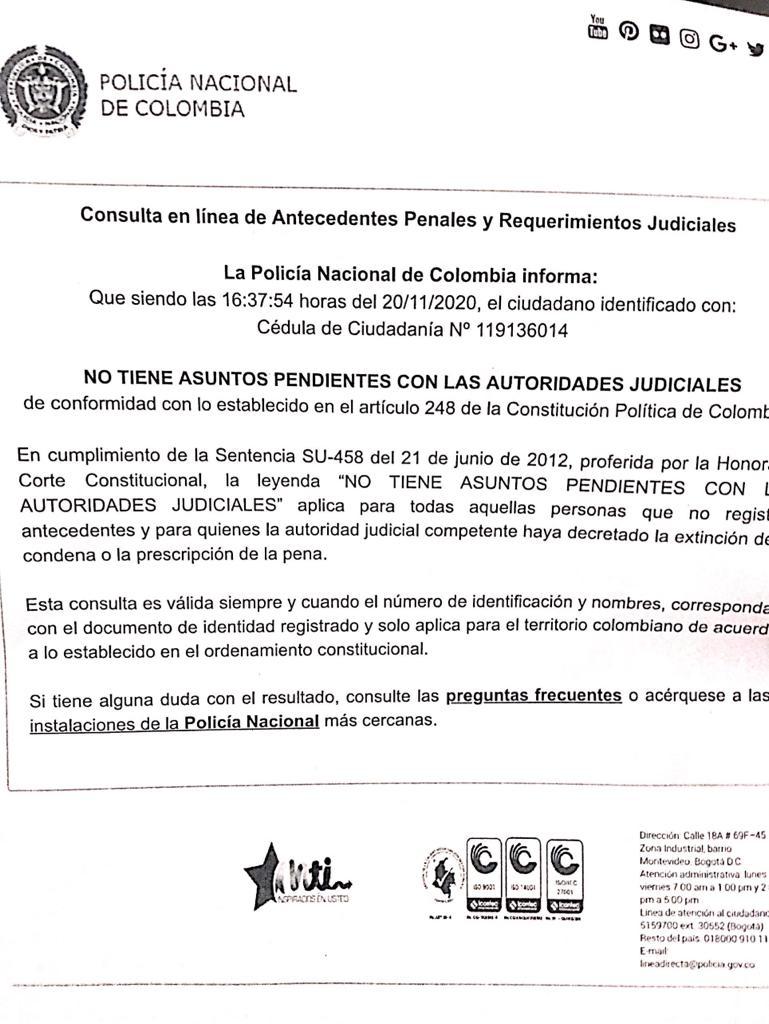 You
Tube
G+
POLICÍA NACIONAL
DE COLOMBIA
Consulta en línea de Antecedentes Penales y Requerimientos Judiciales
La Policía Nacional de Colombia informa:
Que siendo las 16:37:54 horas del 20/11/2020, el ciudadano identificado con:
Cédula de Ciudadanía Nº 119136014
NO TIENE ASUNTOS PENDIENTES CON LAS AUTORIDADES JUDICIALES
de conformidad con lo establecido en el artículo 248 de la Constitución Política de Colomb
En cumplimiento de la Sentencia SU-458 del 21 de junio de 2012, proferida por la Honor
Corte Constitucional, la leyenda “NO TIENE ASUNTOS PENDIENTES CON L
AUTORIDADES JUDICIALES” aplica para todas aquellas personas que no regist
antecedentes y para quienes la autoridad judicial competente haya decretado la extinción de
condena o la prescripción de la pena.
Esta consulta es válida siempre y cuando el número de identificación y nombres, corresponda
con el documento de identidad registrado y solo aplica para el territorio colombiano de acuerd
a lo establecido en el ordenamiento constitucional.
Si tiene alguna duda con el resultado, consulte las preguntas frecuentes o acérquese a las
instalaciones de la Policía Nacional más cercanas.
INSPIRADOS EN USTED
ISO 9001
ISO 14001
ISO/IEC
27001
icontec
icontec
icontec
Dirección: Calle 18A # 69F-45
Zona Industrial, barrio
Montevideo. Bogotá D.C.
Atención administrativa: lunes
viernes 7:00 am a 1:00 pm y 2
pm a 5:00 pm
Línea de atención al ciudadano
5159700 ext. 30552 (Bogotá)
Resto del país: 018000 910 11
E-mail:
lineadirecta@policia.gov.co